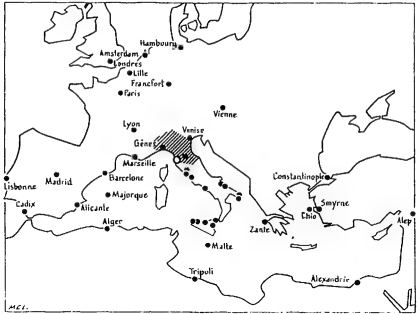 Hambourg
Amsterdam
Londres
Lille
Francfort
Paris
Vienne
Lyon
Venise
Gênes
Marseille
Barcelone
Constantinople
Lisbonne
Madrid
Majorque
Smyrne
Cadix
Alicante
Chio
Alep
Alger
Zante
Malte
Tripoli
Alexandrie
M.C.L.